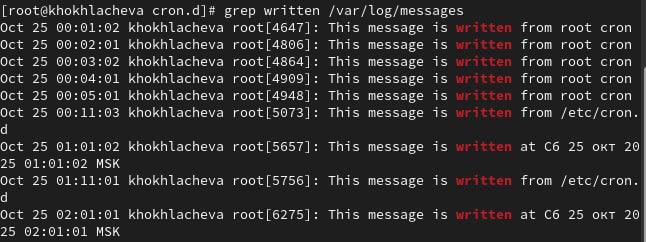 [root@khokhlacheva cron.d]# grep written /var/log/messages
Oct 25 00:01:02 khokhlacheva root[4647]: This message is written from root cron
Oct 25 00:02:01 khokhlacheva root[4806]: This message is written from root cron
Oct 25 00:03:02 khokhlacheva root[4864]: This message is written from root cron
Oct 25 00:04:01 khokhlacheva root[4909]: This message is written from root cron
Oct 25 00:05:01 khokhlacheva root[4948]: This message is written from root cron
Oct 25 00:11:03 khokhlacheva root[5073]: This message is written from /etc/cron.
d
Oct 25 01:01:02 khokhlacheva root[5657]: This message is written at Сб 25 окт 20
25 01:01:02 MSK
Oct 25 01:11:01 khokhlacheva root[5756]: This message is written from /etc/cron.
d
Oct 25 02:01:01 khokhlacheva root[6275]: This message is written at Сб 25 окт 20
25 02:01:01 MSK